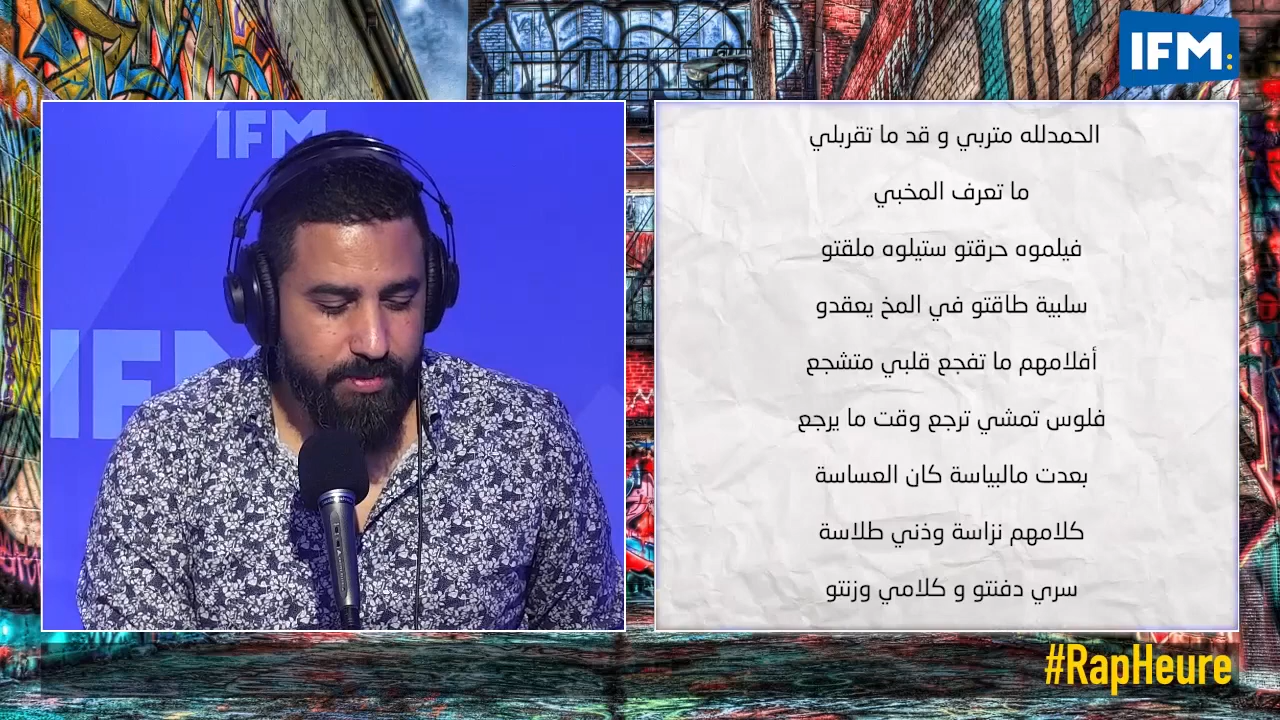 IFM:
IFM
IFM
الحمدلله متربي و قد ما تقربلي
ما تعرف المخبي
فيلموه حرقتو ستيلوه ملقتو
سلبية طاقتو في المخ يعقدو
أفلامهم ما تفجع قلبي متشجع
فلوس تمشي ترجع وقت ما يرجع
بعدت مالبياسة كان العساسة
كلامهم نزاسة وذني طلاسة
سري دفنتو و كلامي وزنتو
#RapHeure